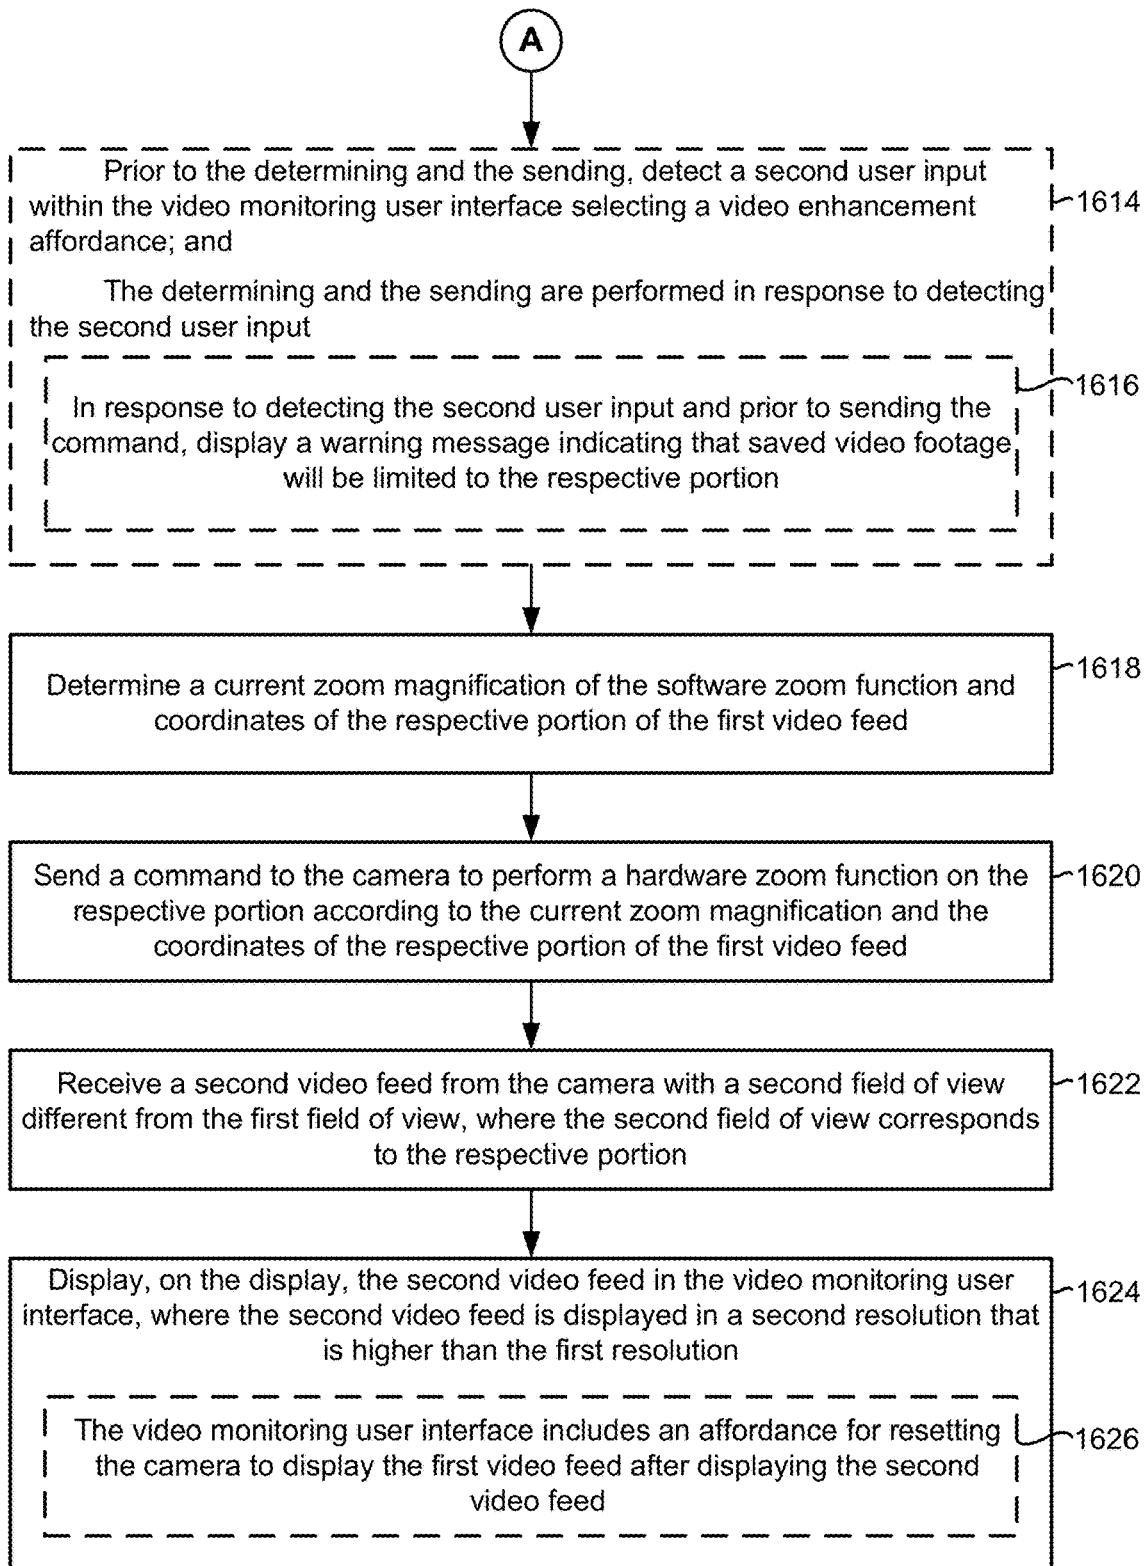 A
Prior to the determining and the sending, detect a second user input
within the video monitoring user interface selecting a video enhancement
affordance; and
1614
The determining and the sending are performed in response to detecting
the second user input
1616
In response to detecting the second user input and prior to sending the
command, display a warning message indicating that saved video footage
will be limited to the respective portion
1618
Determine a current zoom magnification of the software zoom function and
coordinates of the respective portion of the first video feed
1620
Send a command to the camera to perform a hardware zoom function on the
respective portion according to the current zoom magnification and the
coordinates of the respective portion of the first video feed
1622
Receive a second video feed from the camera with a second field of view
different from the first field of view, where the second field of view corresponds
to the respective portion
1624
Display, on the display, the second video feed in the video monitoring user
interface, where the second video feed is displayed in a second resolution that
is higher than the first resolution
1626
The video monitoring user interface includes an affordance for resetting
the camera to display the first video feed after displaying the second
video feed